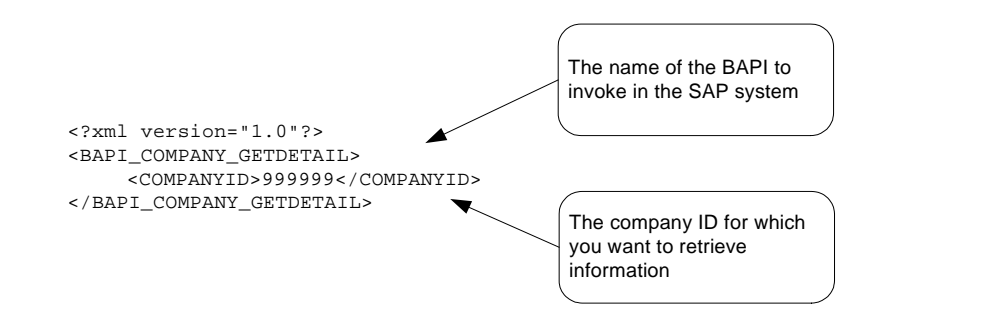 The name of the BAPI to
invoke in the SAP system
<?xml version="1.0"?>
<BAPI_COMPANY_GETDETAIL>
<COMPANYID>999999</COMPANYID>
</BAPI_COMPANY_GETDETAIL>
The company ID for which
you want to retrieve
information